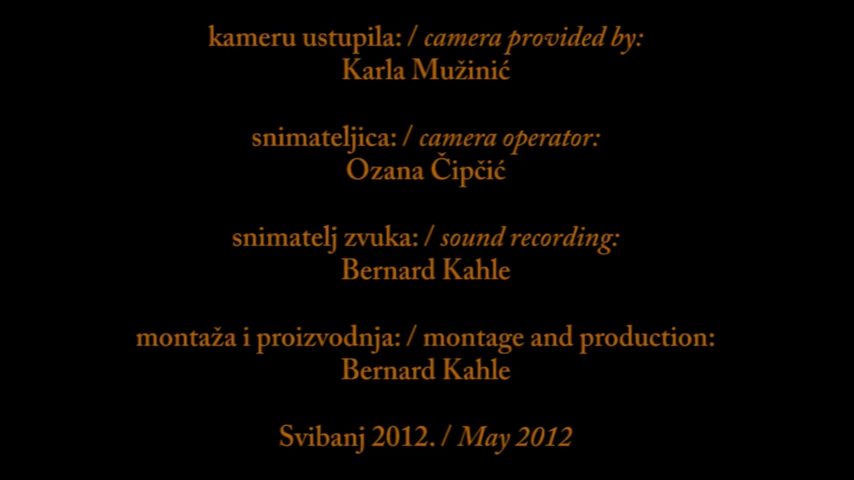 kameru ustupila: / camera provided by:
Karla Mužinić
snimateljica: / camera operator:
Ozana Čipčić
snimatelj zvuka: / sound recording:
Bernard Kahle
montaža i proizvodnja: / montage and production:
Bernard Kahle
Svibanj 2012. / May 2012